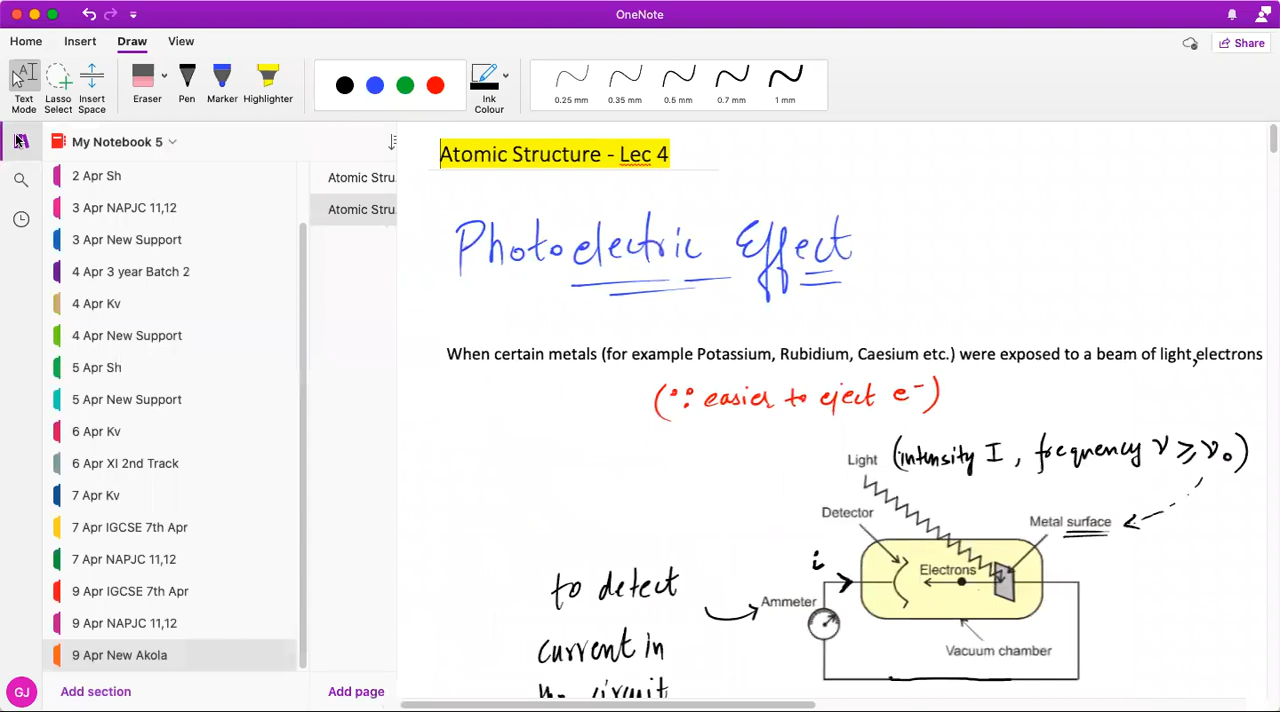 OneNote
Home Insert Draw View
Share
Text Mode
Lasso Select
Insert Space
Eraser
Pen
Marker
Highlighter
Ink Colour
0.25 mm 0.35 mm 0.5 mm 0.7 mm 1 mm
My Notebook 5
2 Apr Sh
3 Apr NAPJC 11,12
3 Apr New Support
4 Apr 3 year Batch 2
4 Apr Kv
4 Apr New Support
5 Apr Sh
5 Apr New Support
6 Apr Kv
6 Apr XI 2nd Track
7 Apr Kv
7 Apr IGCSE 7th Apr
7 Apr NAPJC 11,12
9 Apr IGCSE 7th Apr
9 Apr NAPJC 11,12
9 Apr New Akola
GJ
Add section
Atomic Stru.
Atomic Stru.
Add page
Atomic Structure - Lec 4
Photoelectric Effect
When certain metals (for example Potassium, Rubidium, Caesium etc.) were exposed to a beam of light,electrons
(∵ easier to eject e⁻)
Light (intensity I, frequency ν ≥ ν₀)
Detector
Metal surface
Electrons
i
Ammeter
Vacuum chamber
to detect
current in
circuit